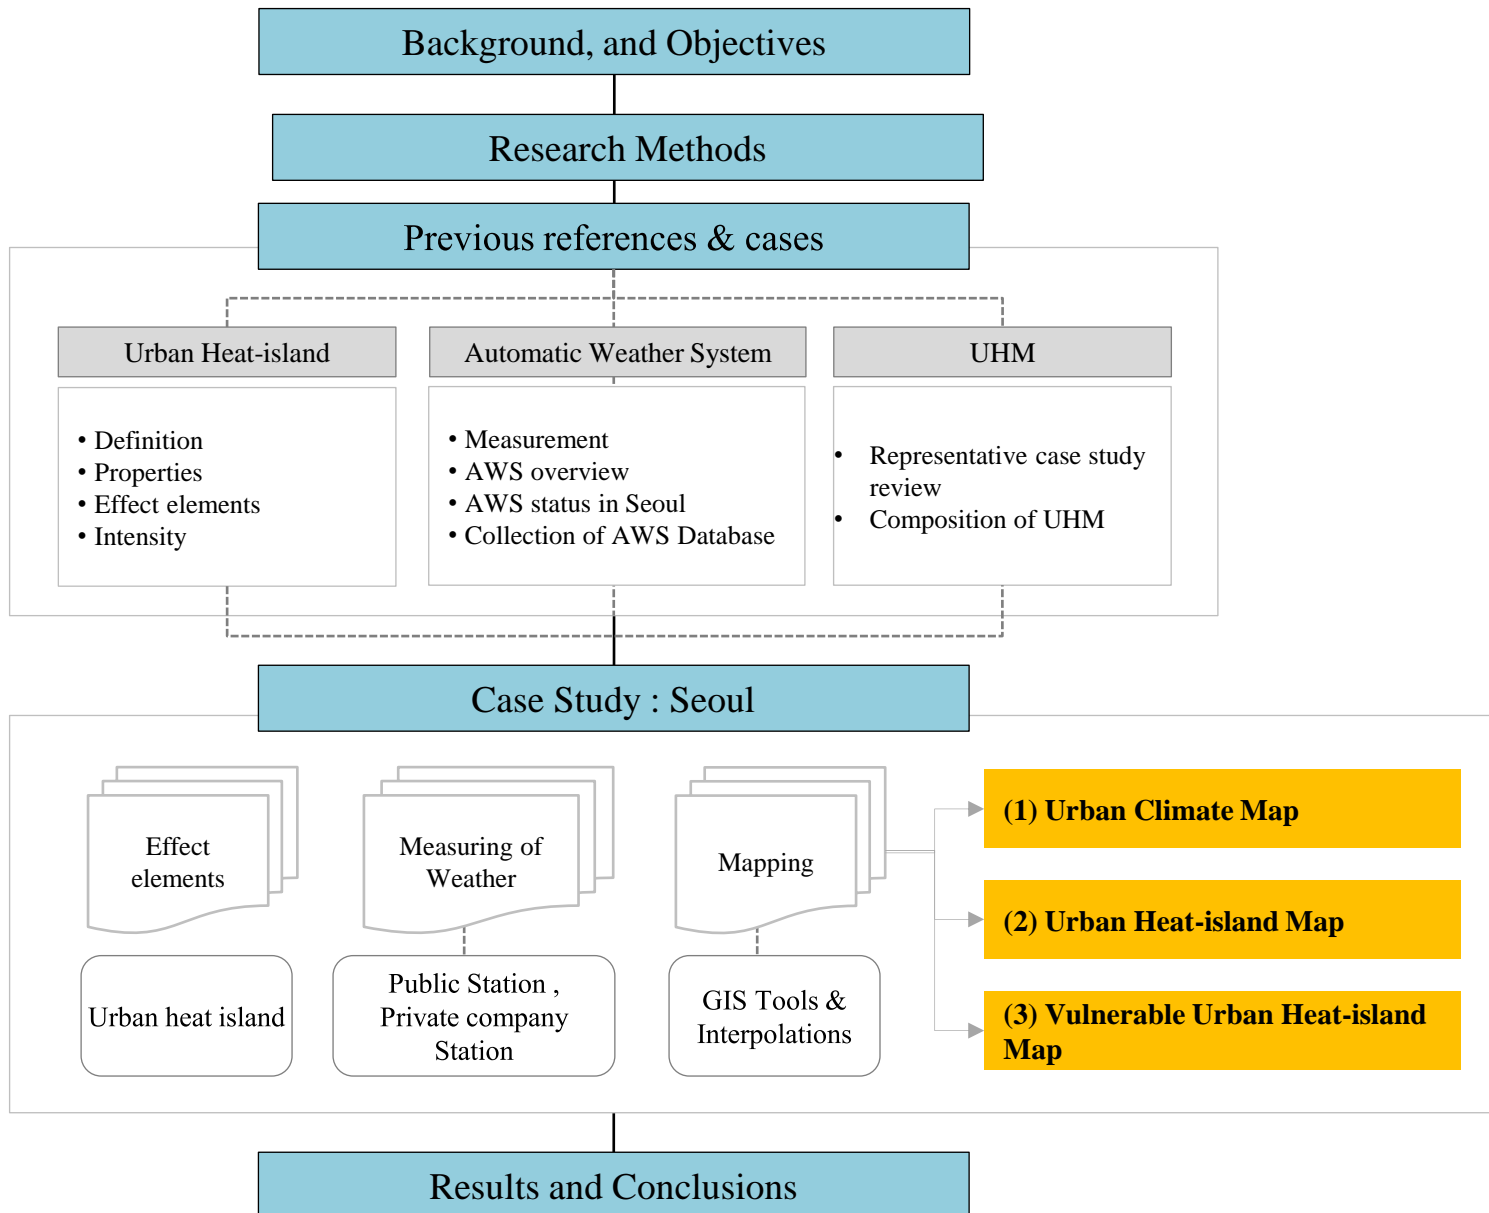 Background, and Objectives
Research Methods
Previous references & cases
Urban Heat-island
• Definition
• Properties
• Effect elements
• Intensity
Automatic Weather System
• Measurement
• AWS overview
• AWS status in Seoul
• Collection of AWS Database
UHM
• Representative case study
review
• Composition of UHM
Case Study : Seoul
Effect
elements
Urban heat island
Measuring of
Weather
Public Station ,
Private company
Station
Mapping
GIS Tools &
Interpolations
(1) Urban Climate Map
(2) Urban Heat-island Map
(3) Vulnerable Urban Heat-island
Map
Results and Conclusions